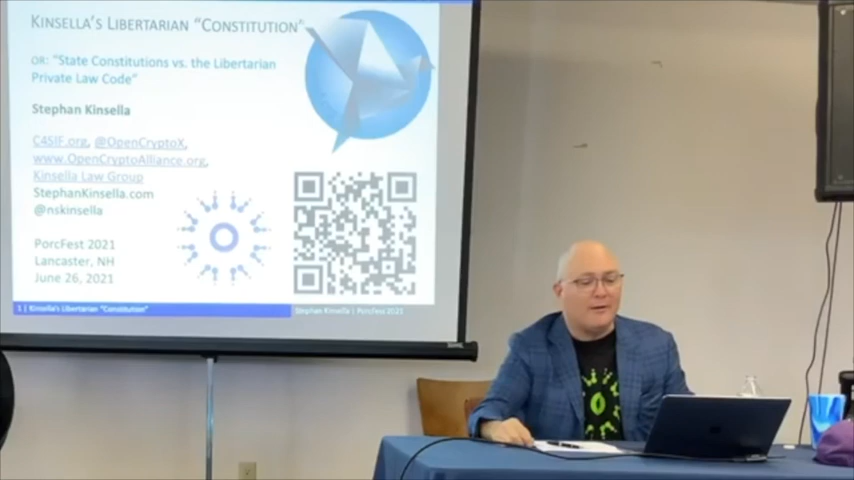 KINSELLA'S LIBERTARIAN "CONSTITUTION"
OR: "State Constitutions vs. the Libertarian
Private Law Code"
Stephan Kinsella
C4SIF.org, @OpenCryptoX,
www.OpenCryptoAlliance.org,
Kinsella Law Group
StephanKinsella.com
@nskinsella
PorcFest 2021
Lancaster, NH
June 26, 2021
1 | Kinsella's Libertarian "Constitution"
Stephan Kinsella | PorcFest 2021